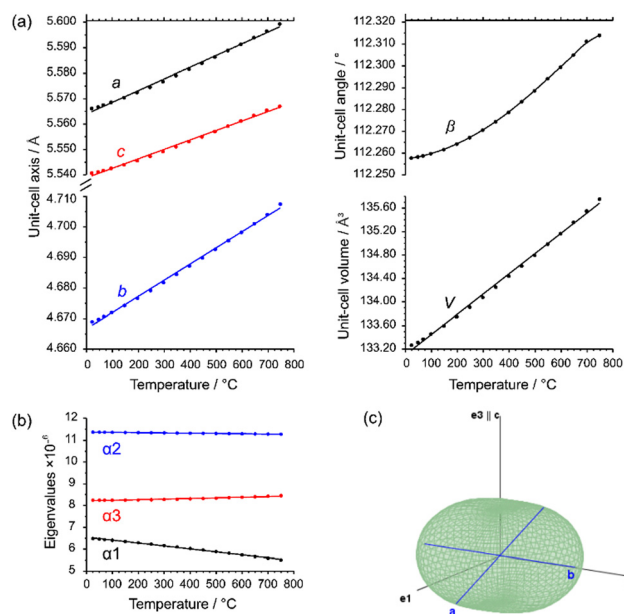 (a)
5.600
5.590
5.580
5.570
5.560
5.550
5.540
4.710
4.700
4.690
4.680
4.670
4.660
Unit-cell axis / Å
a
c
b
0 100 200 300 400 500 600 700 800
Temperature / °C
112.320
112.310
112.300
112.290
112.280
112.270
112.260
112.250
Unit-cell angle / °
β
135.60
135.20
134.80
134.40
134.00
133.60
133.20
Unit-cell volume / Å³
V
0 100 200 300 400 500 600 700 800
Temperature / °C
(b)
12
11
10
9
8
7
6
5
Eigenvalues ×10⁻⁶
α2
α3
α1
0 100 200 300 400 500 600 700 800
Temperature / °C
(c)
e3 || c
b
e1
a